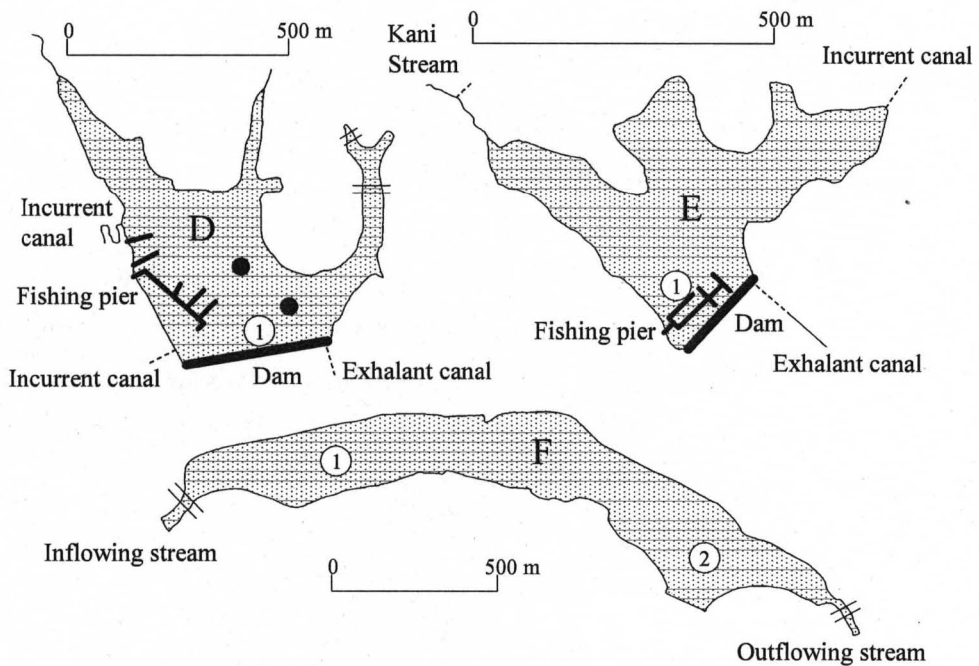 0 500 m
Incurrent
canal
D
Fishing pier
1
Incurrent canal
Dam
Exhalant canal
0 500 m
Kani
Stream
Incurrent canal
E
1
Fishing pier
Dam
Exhalant canal
1
F
2
Inflowing stream
0 500 m
Outflowing stream